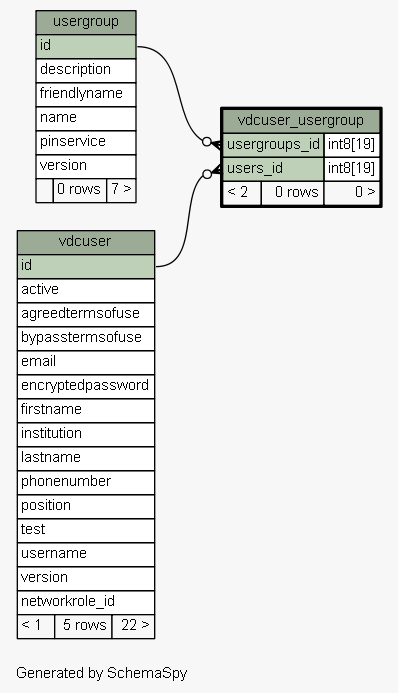 usergroup
id
description
friendlyname
name
pinservice
version
0 rows 7 >
vdcuser_usergroup
usergroups_id int8[19]
users_id int8[19]
< 2 0 rows 0 >
vdcuser
id
active
agreedtermsofuse
bypasstermsofuse
email
encryptedpassword
firstname
institution
lastname
phonenumber
position
test
username
version
networkrole_id
< 1 5 rows 22 >
Generated by SchemaSpy